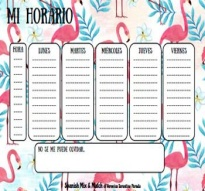 MI HORARIO
HORA LUNES MARTES MIÉRCOLES JUEVES VIERNES
NO SE ME PUEDE OLVIDAR...
Spanish Mix & Match